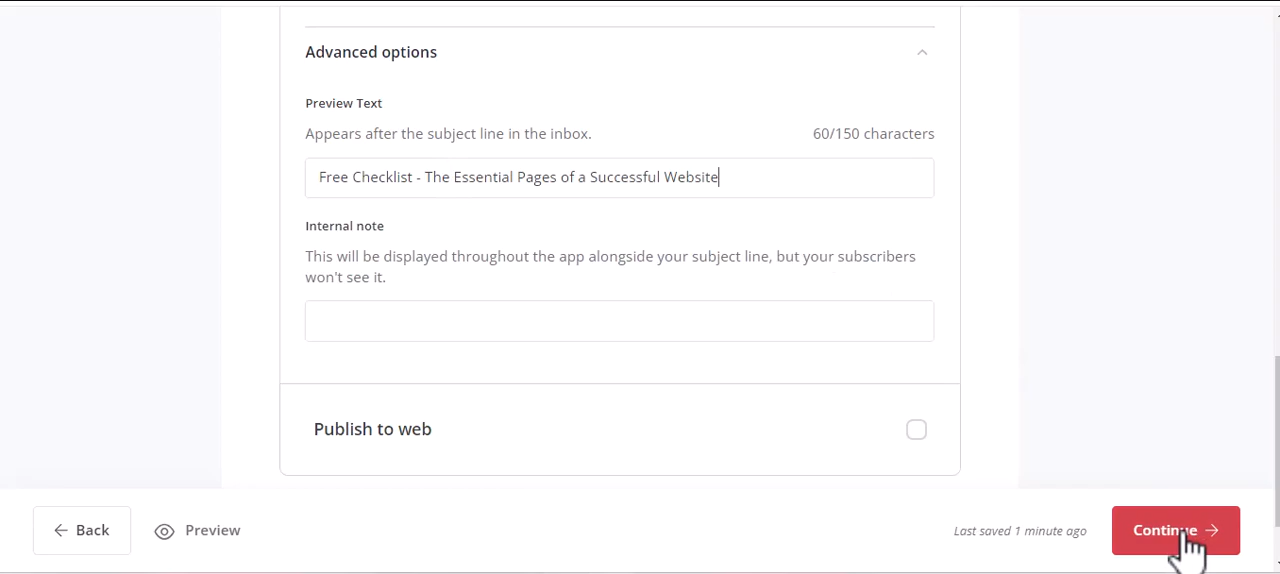 Advanced options
Preview Text
Appears after the subject line in the inbox.
60/150 characters
Free Checklist - The Essential Pages of a Successful Website
Internal note
This will be displayed throughout the app alongside your subject line, but your subscribers
won't see it.
Publish to web
Back
Preview
Last saved 1 minute ago
Continue